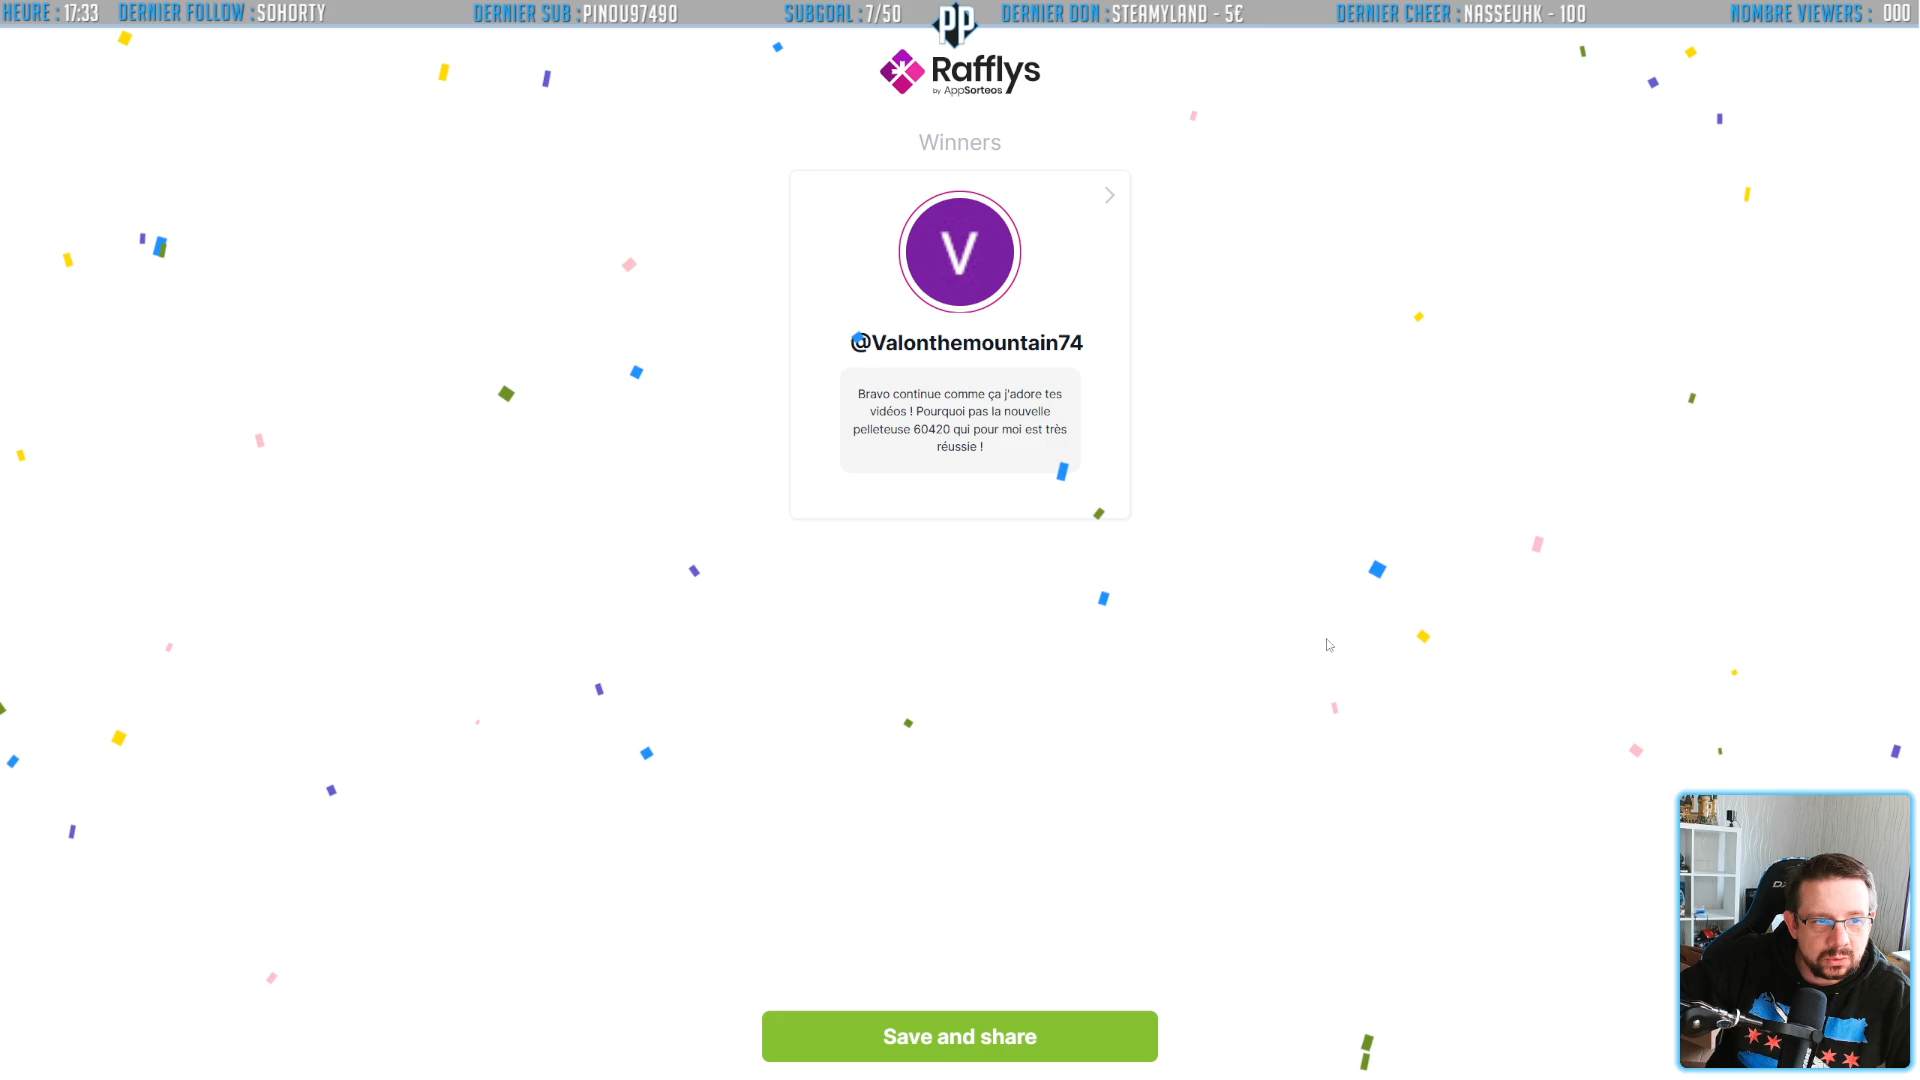 HEURE : 17:33 DERNIER FOLLOW : SOHORTY DERNIER SUB : PINOU97490 SUBGOAL : 7/50 PP DERNIER DON : STEAMYLAND - 5€ DERNIER CHEER : NASSEUHK - 100 NOMBRE VIEWERS : 000
Rafflys
by AppSorteos
Winners
V
@Valonthemountain74
Bravo continue comme ça j'adore tes
vidéos ! Pourquoi pas la nouvelle
pelleteuse 60420 qui pour moi est très
réussie !
Save and share